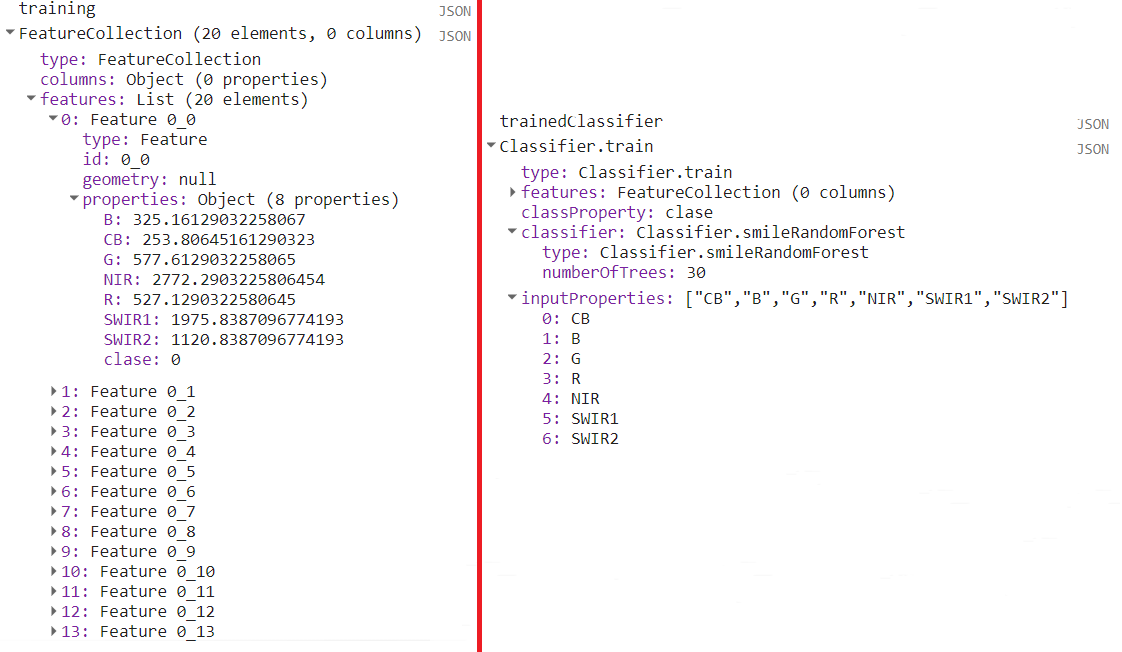 training JSON
FeatureCollection (20 elements, 0 columns) JSON
type: FeatureCollection
columns: Object (0 properties)
features: List (20 elements)
0: Feature 0_0
type: Feature
id: 0_0
geometry: null
properties: Object (8 properties)
B: 325.16129032258067
CB: 253.80645161290323
G: 577.6129032258065
NIR: 2772.2903225806454
R: 527.1290322580645
SWIR1: 1975.8387096774193
SWIR2: 1120.8387096774193
clase: 0
1: Feature 0_1
2: Feature 0_2
3: Feature 0_3
4: Feature 0_4
5: Feature 0_5
6: Feature 0_6
7: Feature 0_7
8: Feature 0_8
9: Feature 0_9
10: Feature 0_10
11: Feature 0_11
12: Feature 0_12
13: Feature 0_13
trainedClassifier JSON
Classifier.train JSON
type: Classifier.train
features: FeatureCollection (0 columns)
classProperty: clase
classifier: Classifier.smileRandomForest
type: Classifier.smileRandomForest
numberOfTrees: 30
inputProperties: ["CB","B","G","R","NIR","SWIR1","SWIR2"]
0: CB
1: B
2: G
3: R
4: NIR
5: SWIR1
6: SWIR2